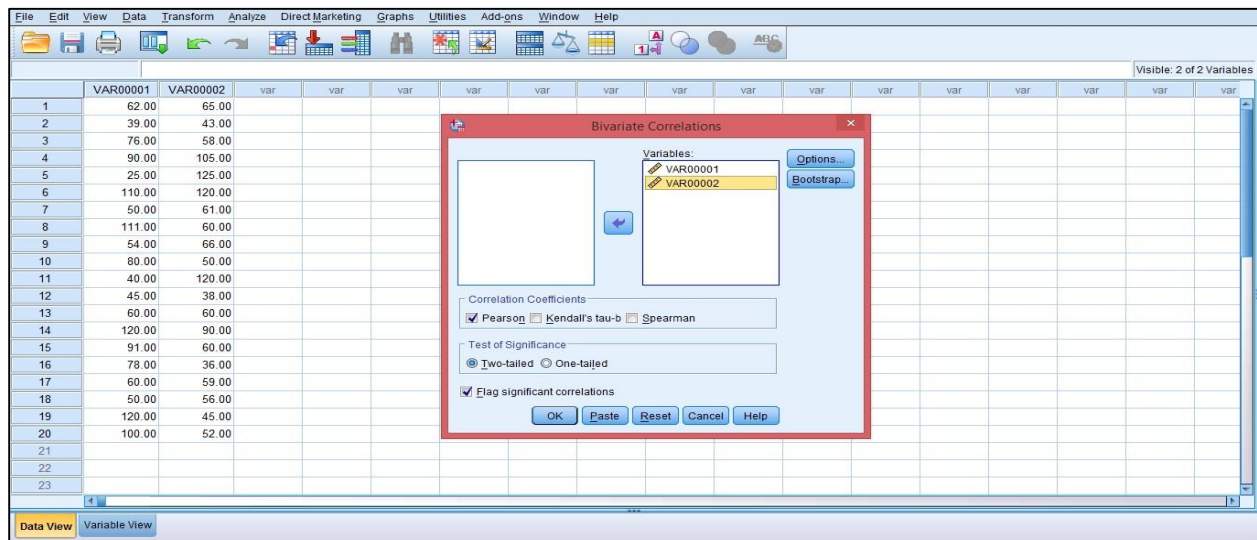 File Edit View Data Transform Analyze Direct Marketing Graphs Utilities Add-ons Window Help
Visible: 2 of 2 Variables
VAR00001 VAR00002 var var var var var var var var var var var var var var
1 62.00 65.00
2 39.00 43.00
3 76.00 58.00
4 90.00 105.00
5 25.00 125.00
6 110.00 120.00
7 50.00 61.00
8 111.00 60.00
9 54.00 66.00
10 80.00 50.00
11 40.00 120.00
12 45.00 38.00
13 60.00 60.00
14 120.00 90.00
15 91.00 60.00
16 78.00 36.00
17 60.00 59.00
18 50.00 56.00
19 120.00 45.00
20 100.00 52.00
21
22
23
Bivariate Correlations
Variables:
VAR00001
VAR00002
Options...
Bootstrap...
Correlation Coefficients
Pearson Kendall's tau-b Spearman
Test of Significance
Two-tailed One-tailed
Flag significant correlations
OK Paste Reset Cancel Help
Data View Variable View